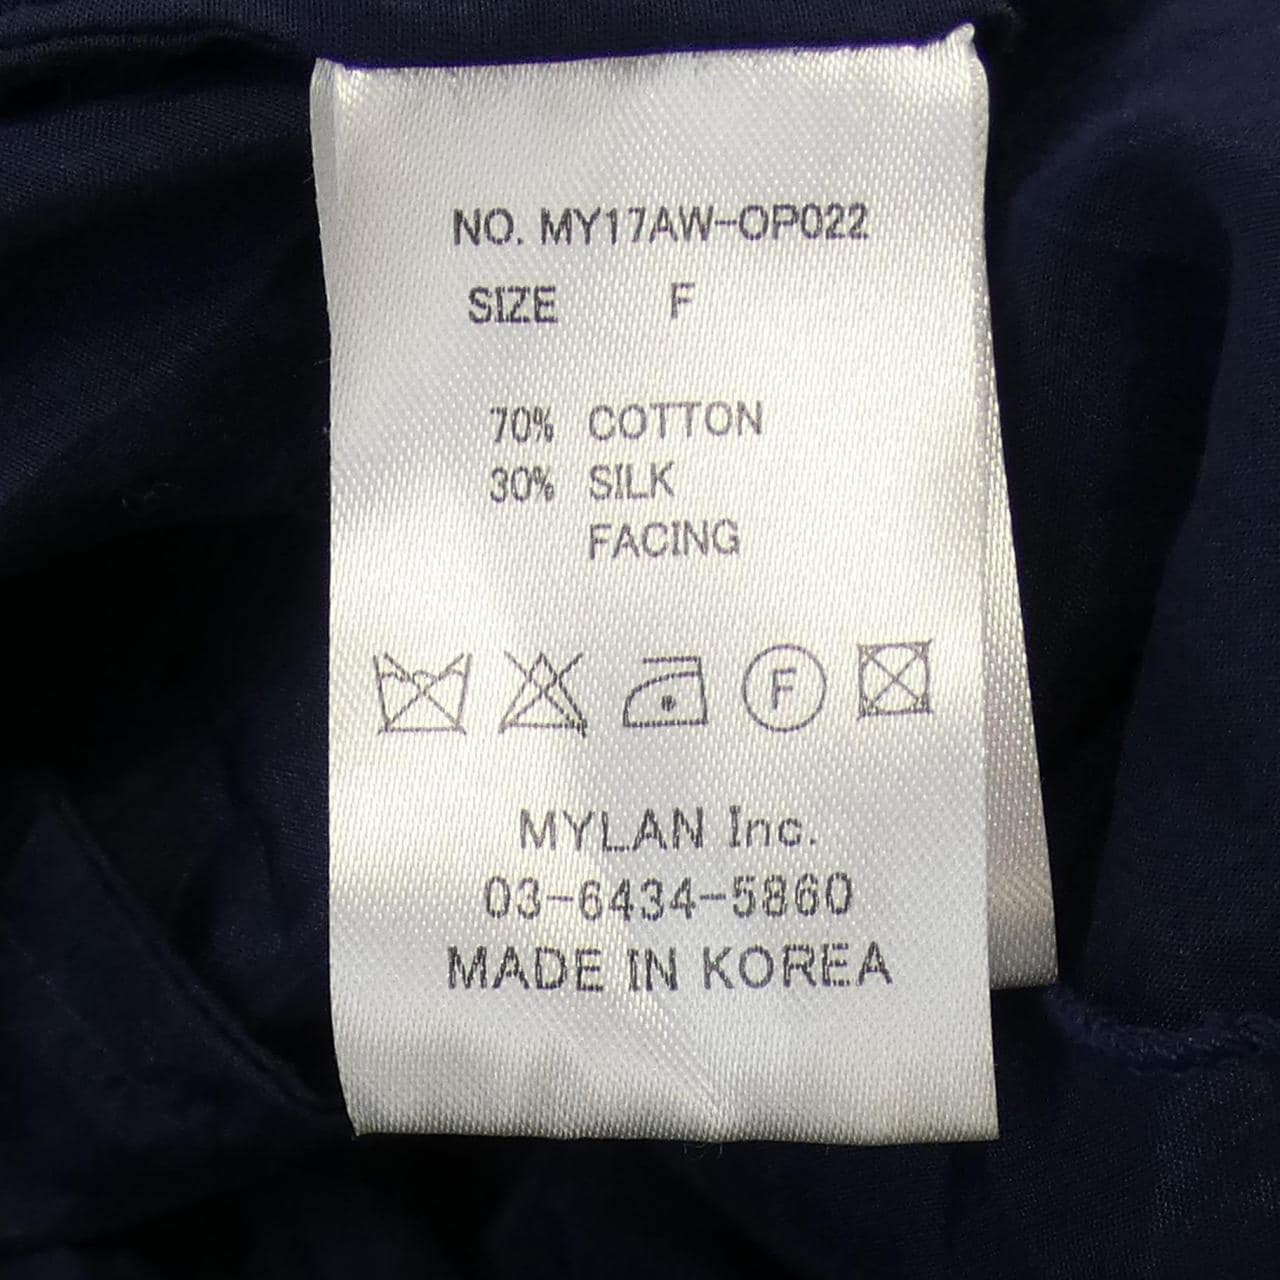 NO. MY17AW-OP022
SIZE F
70% COTTON
30% SILK
FACING
F
MYLAN Inc.
03-6434-5860
MADE IN KOREA